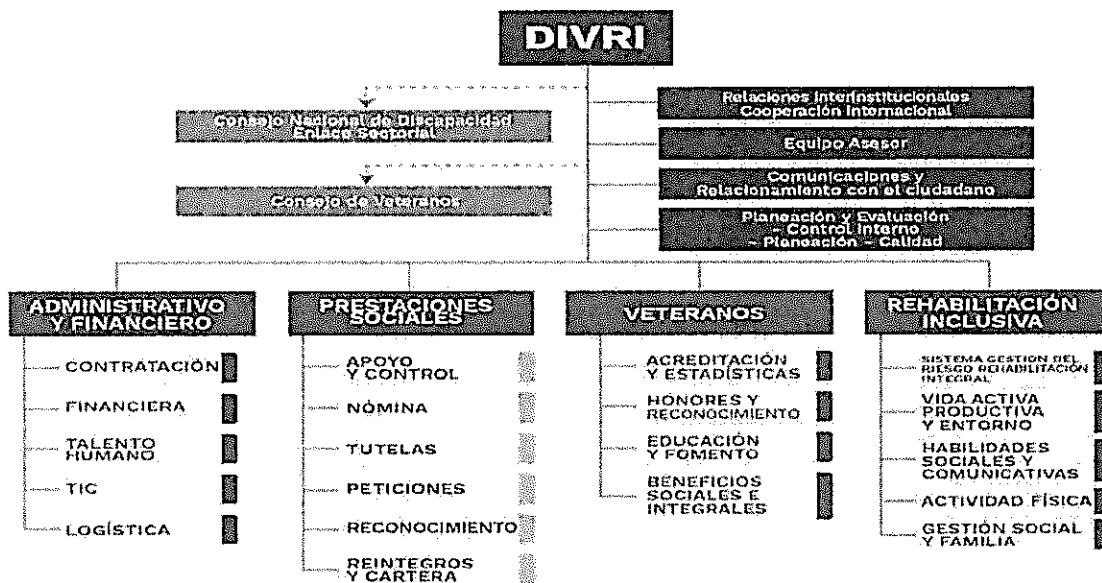 DIVRI
Consejo Nacional de Discapacidad
Enlace Sectorial
Consejo de Veteranos
Relaciones Interinstitucionales
Cooperación Internacional
Equipo Asesor
Comunicaciones y
Relacionamiento con el ciudadano
Planeación y Evaluación
– Control Interno
– Planeación – Calidad
ADMINISTRATIVO
Y FINANCIERO
CONTRATACIÓN
FINANCIERA
TALENTO
HUMANO
TIC
LOGÍSTICA
PRESTACIONES
SOCIALES
APOYO
Y CONTROL
NÓMINA
TUTELAS
PETICIONES
RECONOCIMIENTO
REINTEGROS
Y CARTERA
VETERANOS
ACREDITACIÓN
Y ESTADÍSTICAS
HONORES Y
RECONOCIMIENTO
EDUCACIÓN
Y FOMENTO
BENEFICIOS
SOCIALES E
INTEGRALES
REHABILITACIÓN
INCLUSIVA
SISTEMA GESTIÓN DEL
RIESGO REHABILITACIÓN
INTEGRAL
VIDA ACTIVA
PRODUCTIVA
Y ENTORNO
HABILIDADES
SOCIALES Y
COMUNICATIVAS
ACTIVIDAD FÍSICA
GESTIÓN SOCIAL
Y FAMILIA